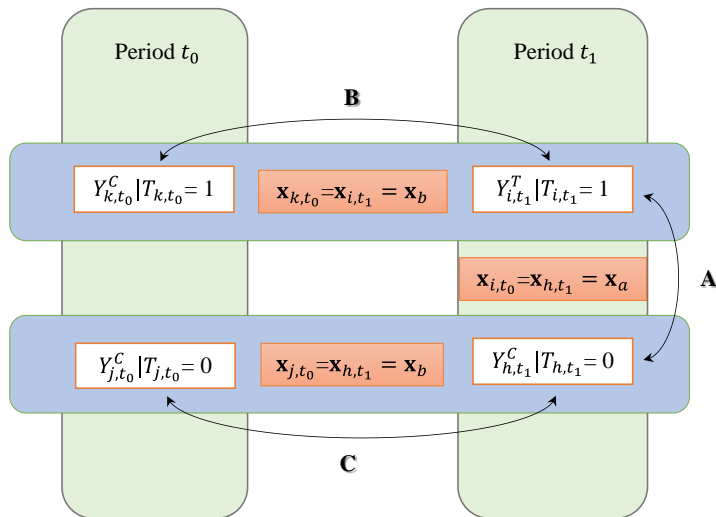 Period t₀
Period t₁
B
Y^C_{k,t₀}|T_{k,t₀}= 1
𝐱_{k,t₀}=𝐱_{i,t₁} = 𝐱_b
Y^T_{i,t₁}|T_{i,t₁}= 1
𝐱_{i,t₀}=𝐱_{h,t₁} = 𝐱_a
A
Y^C_{j,t₀}|T_{j,t₀}= 0
𝐱_{j,t₀}=𝐱_{h,t₁} = 𝐱_b
Y^C_{h,t₁}|T_{h,t₁}= 0
C